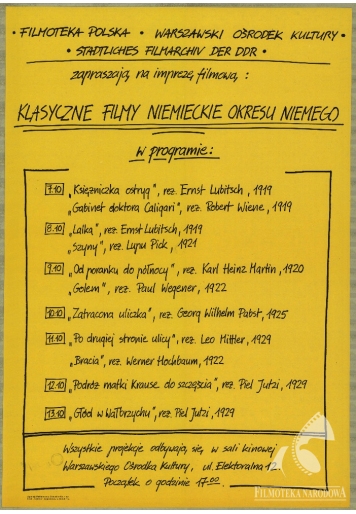 • FILMOTEKA POLSKA • WARSZAWSKI OŚRODEK KULTURY •
• STAATLICHES FILMARCHIV DER DDR •
zapraszają na imprezę filmową :
KLASYCZNE FILMY NIEMIECKIE OKRESU NIEMEGO
w programie:
7.10 „Księżniczka ostryg", reż. Ernst Lubitsch, 1919
„Gabinet doktora Caligari", reż. Robert Wiene, 1919
8.10 „Lalka", reż. Ernst Lubitsch, 1919
„Szyny", reż. Lupu Pick, 1921
9.10 „Od poranku do północy", reż. Karl Heinz Martin, 1920
„Golem", reż. Paul Wegener, 1922
10.10 „Zatracona uliczka", reż. Georg Wilhelm Pabst, 1925
11.10 „Po drugiej stronie ulicy", reż. Leo Mittler, 1929
„Bracia", reż. Werner Hochbaum, 1922
12.10 „Podróż matki Krause do szczęścia", reż. Piel Jutzi, 1929
13.10 „Głód w Wałbrzychu", reż. Piel Jutzi, 1929
Wszystkie projekcje odbywają się w sali kinowej
Warszawskiego Ośrodka Kultury, ul. Elektoralna 12.
Początek o godzinie 17⁰⁰
FILMOTEKA NARODOWA